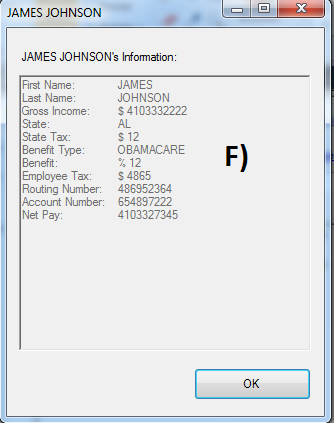 JAMES JOHNSON
JAMES JOHNSON's Information:
First Name: JAMES
Last Name: JOHNSON
Gross Income: $ 4103332222
State: AL
State Tax: $ 12
Benefit Type: OBAMACARE
Benefit: % 12
Employee Tax: $ 4865
Routing Number: 486952364
Account Number: 654897222
Net Pay: 4103327345
F)
OK